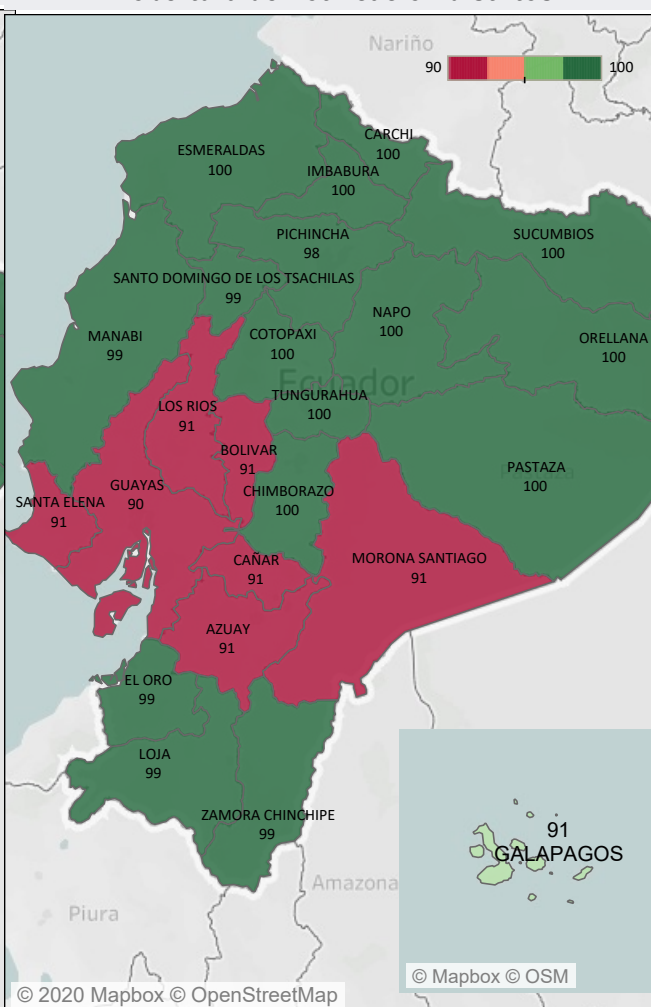 Nariño
90
100
CARCHI
100
ESMERALDAS
100
IMBABURA
100
PICHINCHA
98
SUCUMBIOS
100
SANTO DOMINGO DE LOS TSACHILAS
99
NAPO
100
MANABI
99
COTOPAXI
100
ORELLANA
100
Ecuador
TUNGURAHUA
100
LOS RIOS
91
BOLIVAR
91
PASTAZA
100
GUAYAS
90
CHIMBORAZO
100
SANTA ELENA
91
CAÑAR
91
MORONA SANTIAGO
91
AZUAY
91
EL ORO
99
LOJA
99
ZAMORA CHINCHIPE
99
91
GALAPAGOS
Amazona
Piura
© Mapbox © OSM
© 2020 Mapbox © OpenStreetMap